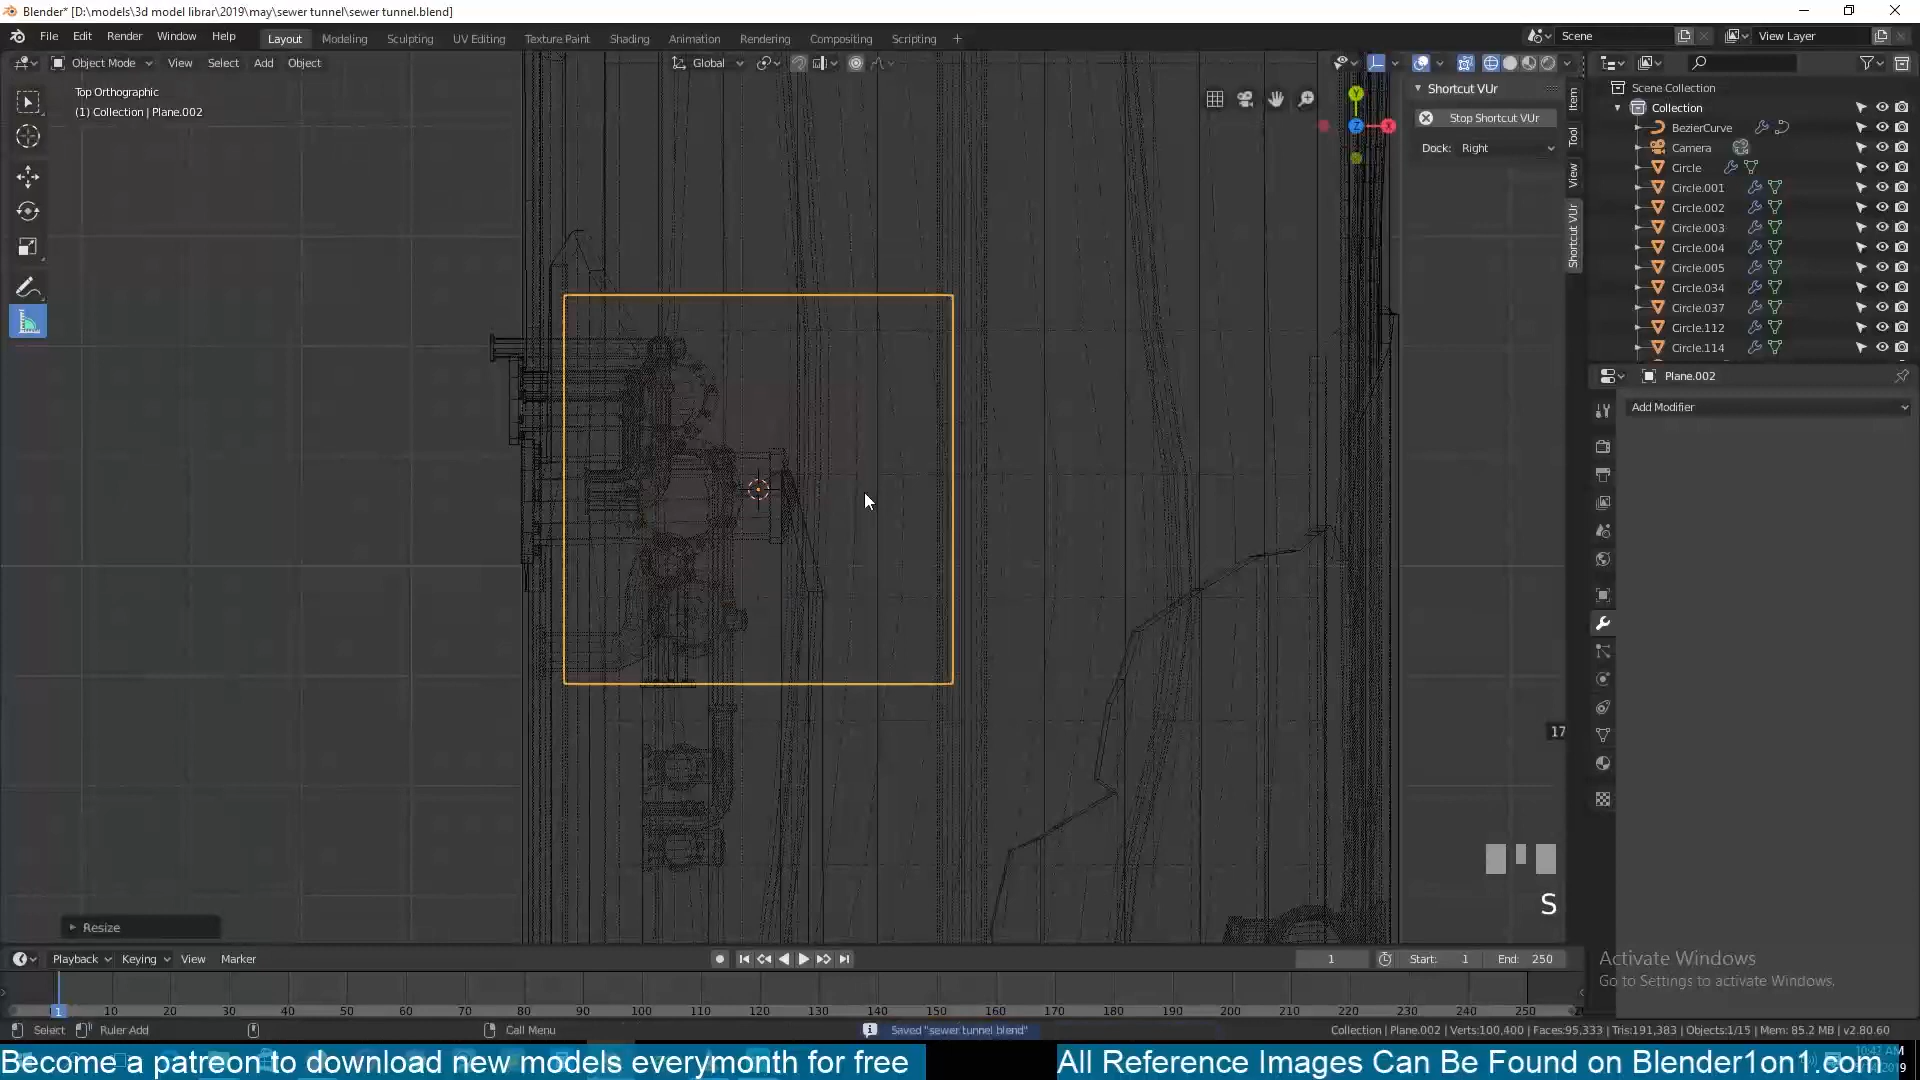 Blender* [D:\models\3d model librar\2019\may\sewer tunnel\sewer tunnel.blend]
File Edit Render Window Help Layout Modeling Sculpting UV Editing Texture Paint Shading Animation Rendering Compositing Scripting + Scene View Layer
Object Mode View Select Add Object Global
Top Orthographic
(1) Collection | Plane.002
Shortcut VUr
Stop Shortcut VUr
Dock: Right
Item
Tool
View
Shortcut VUr
Y
Z
X
Scene Collection
Collection
BezierCurve
Camera
Circle
Circle.001
Circle.002
Circle.003
Circle.004
Circle.005
Circle.034
Circle.037
Circle.112
Circle.114
Plane.002
Add Modifier
17
S
Resize
Playback Keying View Marker 1 Start: 1 End: 250
1 10 20 30 40 50 60 70 80 90 100 110 120 130 140 150 160 170 180 190 200 210 220 230 240 250
Activate Windows
Go to Settings to activate Windows.
Select Ruler Add Call Menu Saved "sewer tunnel.blend" Collection | Plane.002 | Verts:100,400 | Faces:95,333 | Tris:191,383 | Objects:1/15 | Mem: 85.2 MB | v2.80.60
Become a patreon to download new models everymonth for free
All Reference Images Can Be Found on Blender1on1.com